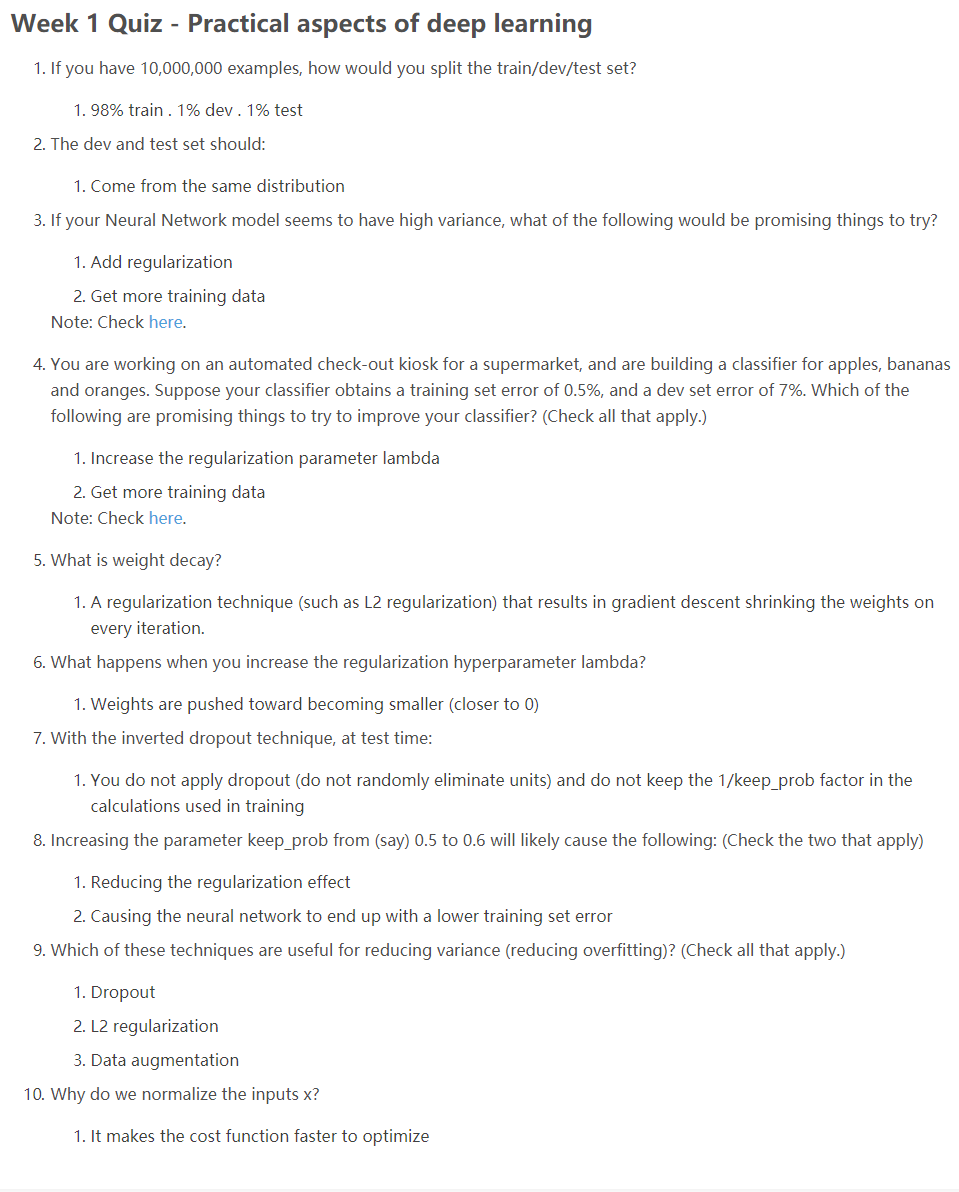 Week 1 Quiz - Practical aspects of deep learning
1. If you have 10,000,000 examples, how would you split the train/dev/test set?
1. 98% train . 1% dev . 1% test
2. The dev and test set should:
1. Come from the same distribution
3. If your Neural Network model seems to have high variance, what of the following would be promising things to try?
1. Add regularization
2. Get more training data
Note: Check here.
4. You are working on an automated check-out kiosk for a supermarket, and are building a classifier for apples, bananas
and oranges. Suppose your classifier obtains a training set error of 0.5%, and a dev set error of 7%. Which of the
following are promising things to try to improve your classifier? (Check all that apply.)
1. Increase the regularization parameter lambda
2. Get more training data
Note: Check here.
5. What is weight decay?
1. A regularization technique (such as L2 regularization) that results in gradient descent shrinking the weights on
every iteration.
6. What happens when you increase the regularization hyperparameter lambda?
1. Weights are pushed toward becoming smaller (closer to 0)
7. With the inverted dropout technique, at test time:
1. You do not apply dropout (do not randomly eliminate units) and do not keep the 1/keep_prob factor in the
calculations used in training
8. Increasing the parameter keep_prob from (say) 0.5 to 0.6 will likely cause the following: (Check the two that apply)
1. Reducing the regularization effect
2. Causing the neural network to end up with a lower training set error
9. Which of these techniques are useful for reducing variance (reducing overfitting)? (Check all that apply.)
1. Dropout
2. L2 regularization
3. Data augmentation
10. Why do we normalize the inputs x?
1. It makes the cost function faster to optimize